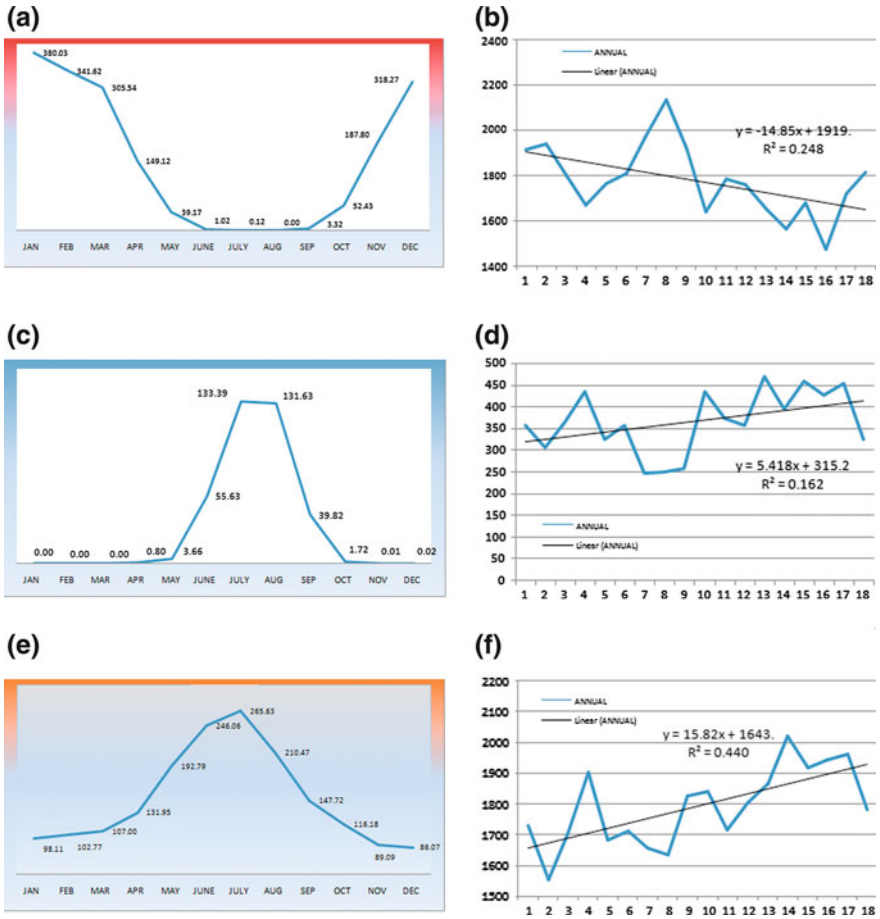 (a)
380.03
341.62
305.54
149.12
39.17
1.02
0.12
0.00
3.32
52.43
187.80
318.27
JAN FEB MAR APR MAY JUNE JULY AUG SEP OCT NOV DEC
(b)
2400
2200
2000
1800
1600
1400
ANNUAL
Linear (ANNUAL)
y = -14.85x + 1919.
R² = 0.248
1 2 3 4 5 6 7 8 9 10 11 12 13 14 15 16 17 18
(c)
0.00
0.00
0.00
0.80
3.66
55.63
133.39
131.63
39.82
1.72
0.01
0.02
JAN FEB MAR APR MAY JUNE JULY AUG SEP OCT NOV DEC
(d)
500
450
400
350
300
250
200
150
100
50
0
y = 5.418x + 315.2
R² = 0.162
ANNUAL
Linear (ANNUAL)
1 2 3 4 5 6 7 8 9 10 11 12 13 14 15 16 17 18
(e)
98.11
102.77
107.00
131.95
192.79
246.06
265.63
210.47
147.72
116.18
89.09
86.07
JAN FEB MAR APR MAY JUNE JULY AUG SEP OCT NOV DEC
(f)
2200
2100
2000
1900
1800
1700
1600
1500
ANNUAL
Linear (ANNUAL)
y = 15.82x + 1643.
R² = 0.440
1 2 3 4 5 6 7 8 9 10 11 12 13 14 15 16 17 18